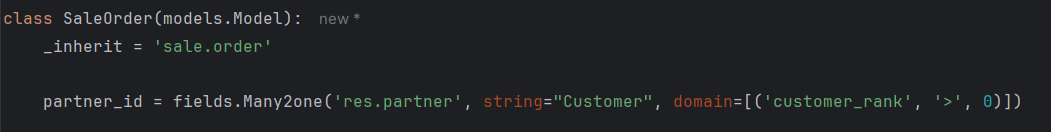 class SaleOrder(models.Model): new *
_inherit = 'sale.order'
partner_id = fields.Many2one('res.partner', string="Customer", domain=[('customer_rank', '>', 0)])